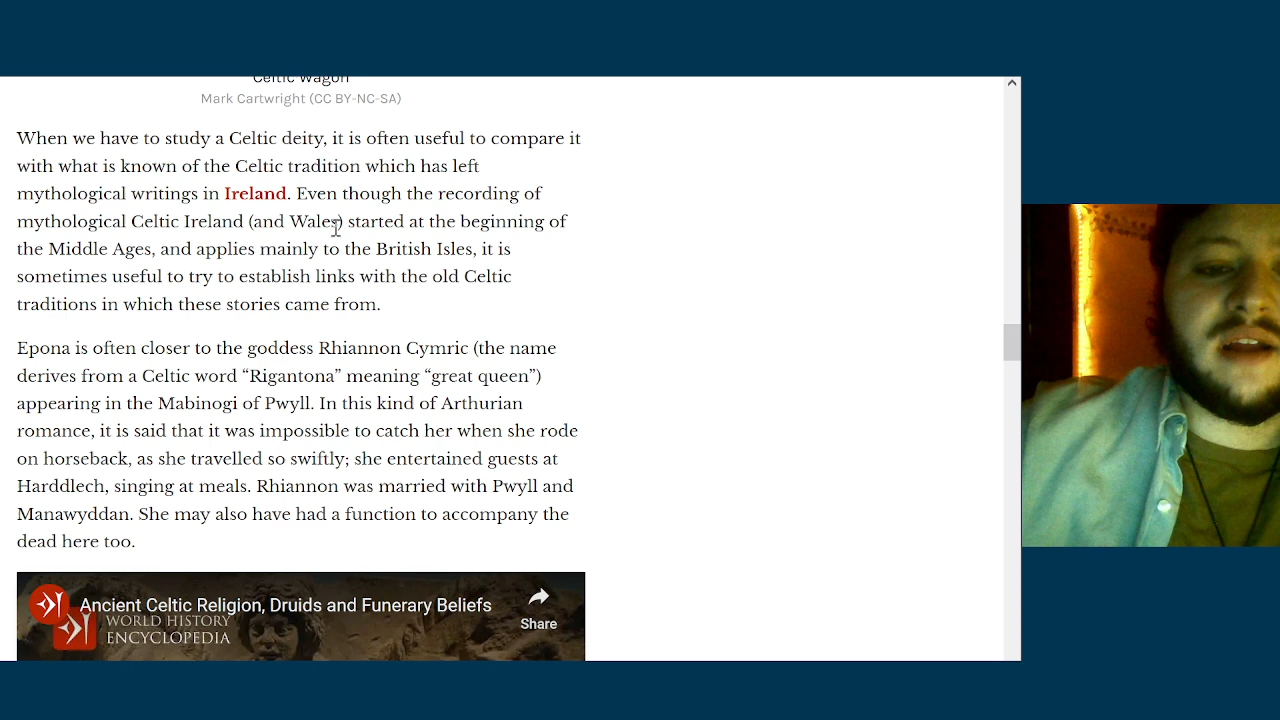 Celtic Wagon
Mark Cartwright (CC BY-NC-SA)
When we have to study a Celtic deity, it is often useful to compare it
with what is known of the Celtic tradition which has left
mythological writings in Ireland. Even though the recording of
mythological Celtic Ireland (and Wales) started at the beginning of
the Middle Ages, and applies mainly to the British Isles, it is
sometimes useful to try to establish links with the old Celtic
traditions in which these stories came from.
Epona is often closer to the goddess Rhiannon Cymric (the name
derives from a Celtic word “Rigantona” meaning “great queen”)
appearing in the Mabinogi of Pwyll. In this kind of Arthurian
romance, it is said that it was impossible to catch her when she rode
on horseback, as she travelled so swiftly; she entertained guests at
Harddlech, singing at meals. Rhiannon was married with Pwyll and
Manawyddan. She may also have had a function to accompany the
dead here too.
Ancient Celtic Religion, Druids and Funerary Beliefs
Share
WORLD HISTORY
ENCYCLOPEDIA